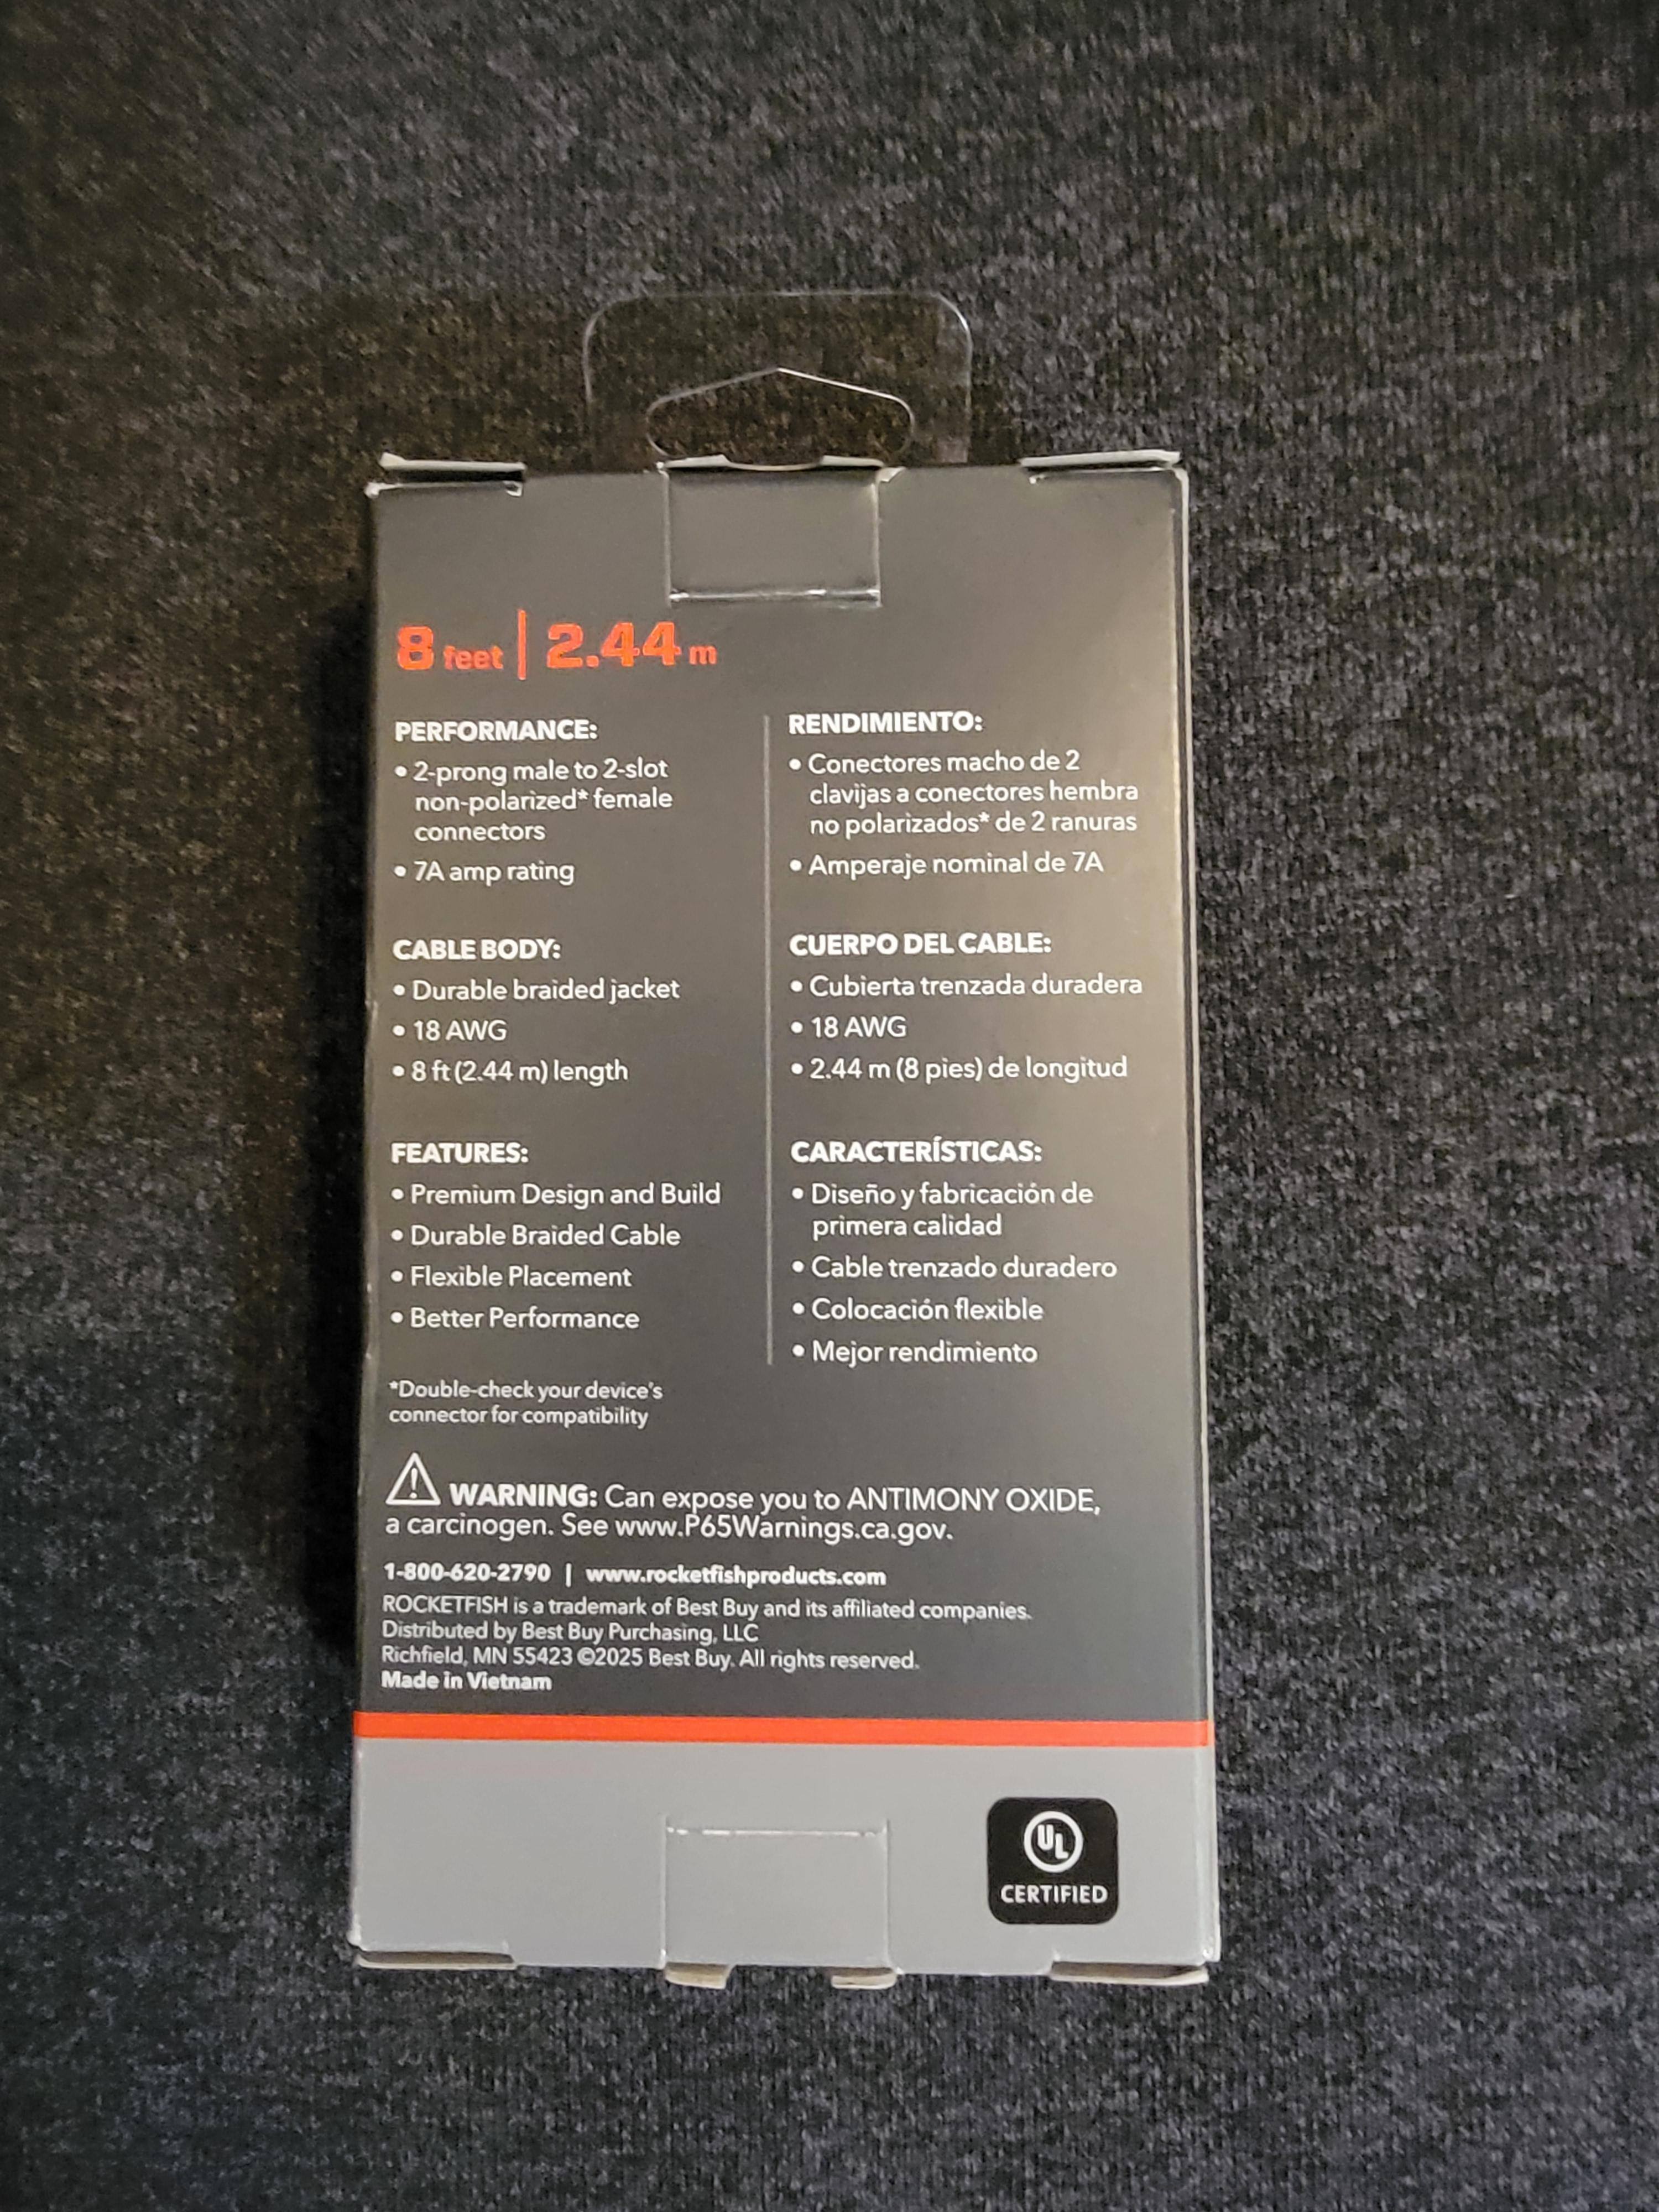 8 feet | 2.44 m
PERFORMANCE:
• 2-prong male to 2-slot
non-polarized* female
connectors
• 7A amp rating
CABLE BODY:
• Durable braided jacket
• 18 AWG
• 8 ft (2.44 m) length
FEATURES:
• Premium Design and Build
• Durable Braided Cable
• Flexible Placement
• Better Performance
*Double-check your device's
connector for compatibility
RENDIMIENTO:
• Conectores macho de 2
clavijas a conectores hembra
no polarizados* de 2 ranuras
• Amperaje nominal de 7A
CUERPO DEL CABLE:
• Cubierta trenzada duradera
• 18 AWG
• 2.44 m (8 pies) de longitud
CARACTERÍSTICAS:
• Diseño y fabricación de
primera calidad
• Cable trenzado duradero
• Colocación flexible
• Mejor rendimiento
WARNING: Can expose you to ANTIMONY OXIDE,
a carcinogen. See www.P65Warnings.ca.gov.
1-800-620-2790 | www.rocketfishproducts.com
ROCKETFISH is a trademark of Best Buy and its affiliated companies.
Distributed by Best Buy Purchasing, LLC
Richfield, MN 55423 ©2025 Best Buy. All rights reserved.
Made in Vietnam
UL
CERTIFIED